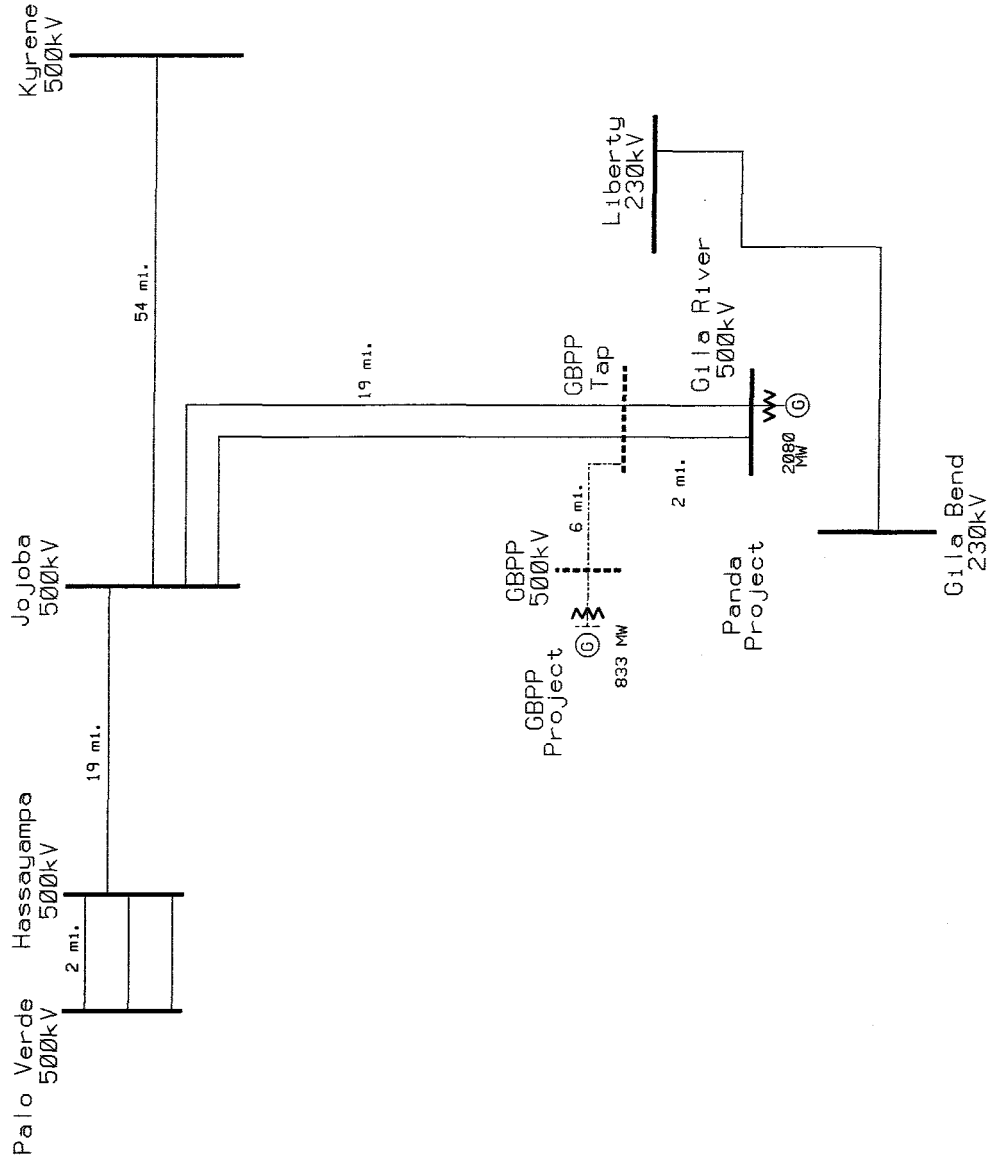 Palo Verde
500kV
Hassayampa
500kV
Jojoba
500kV
Kyrene
500kV
2 mi.
19 mi.
54 mi.
19 mi.
GBPP
Tap
Liberty
230kV
GBPP
500kV
6 mi.
2 mi.
Gila River
500kV
GBPP
Project
G
833 MW
2080
MW
G
Panda
Project
Gila Bend
230kV